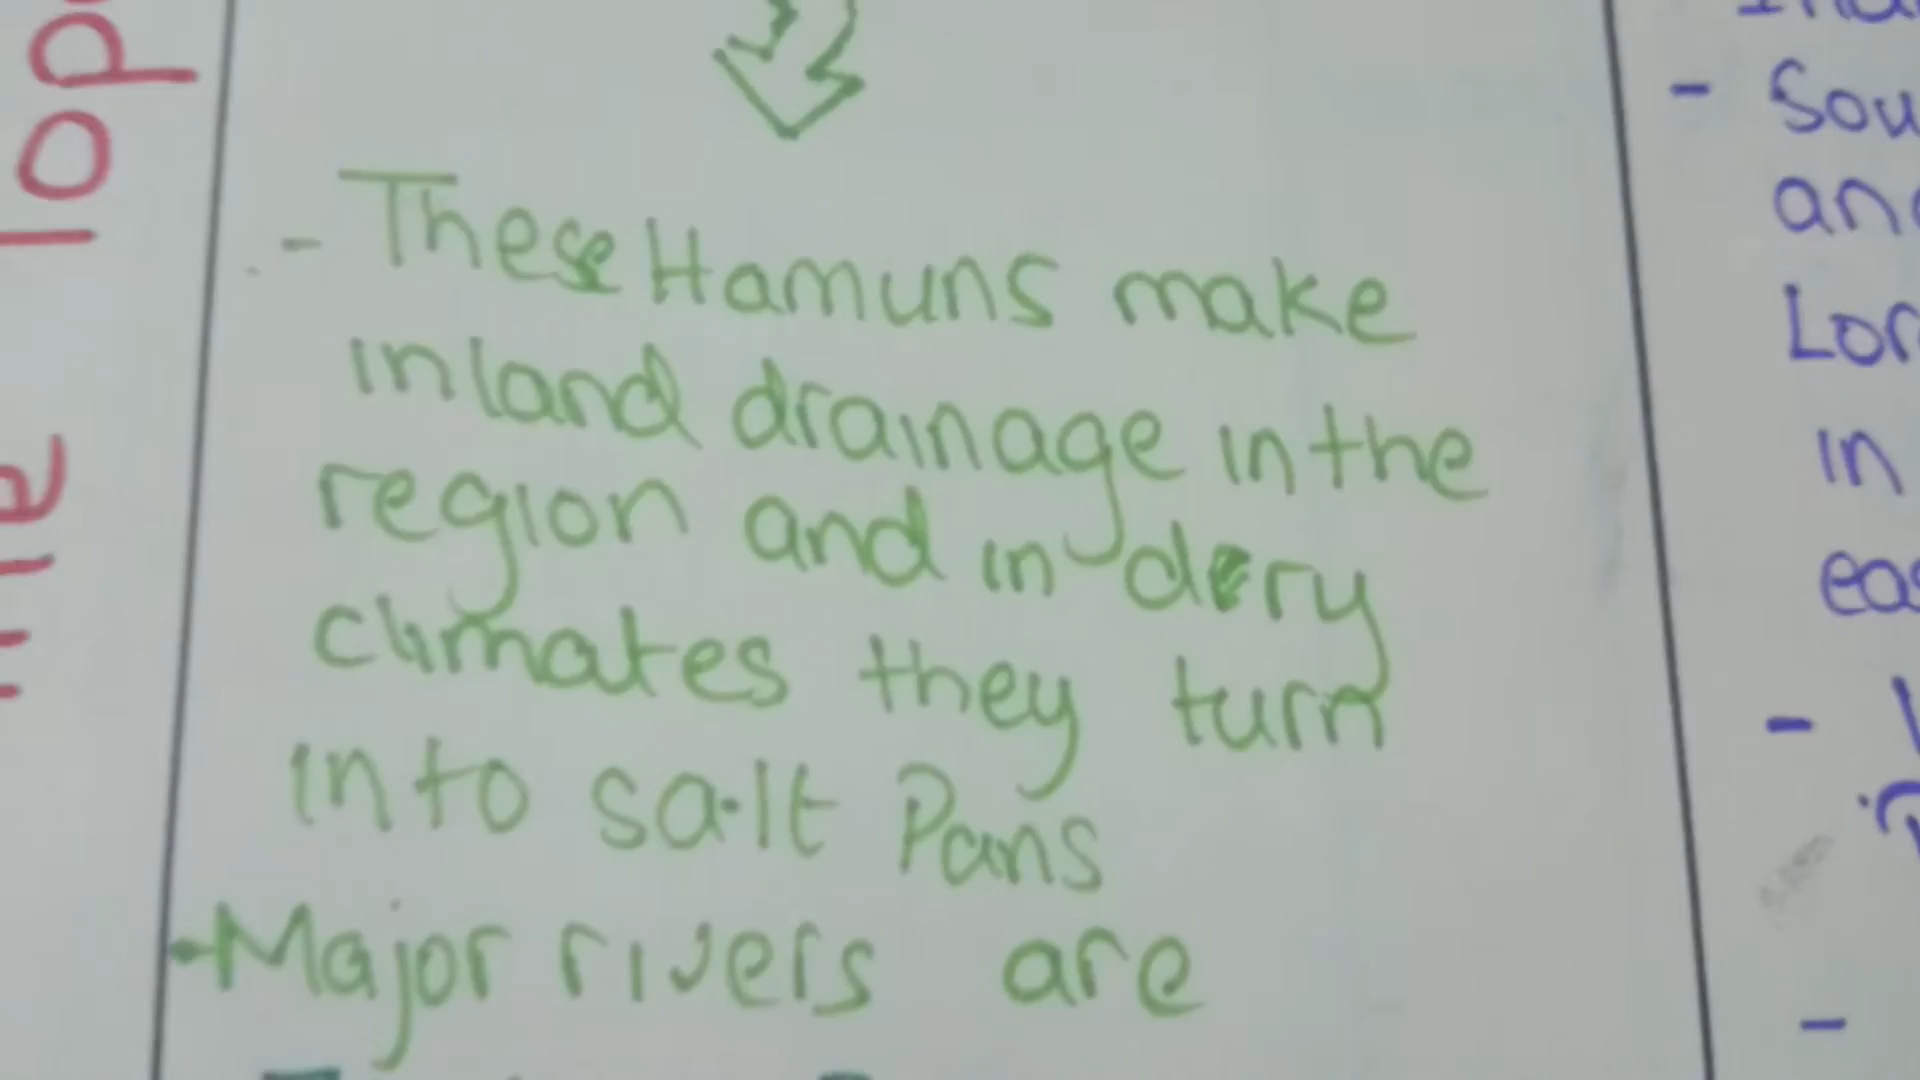 - These Hamuns make
inland drainage in the
region and in dry
climates they turn
into salt Pans
Major rivers are
- 
in
-